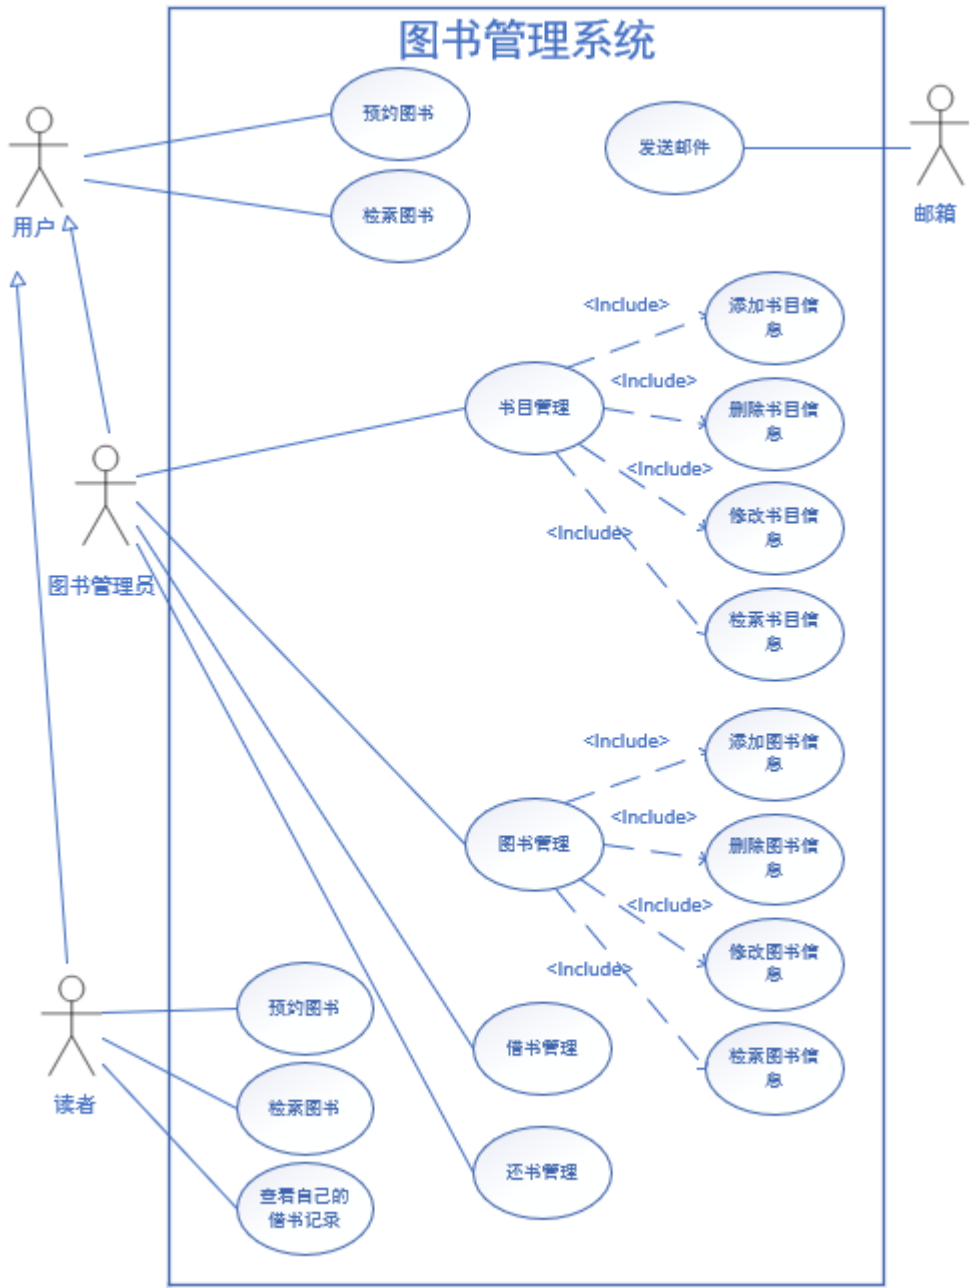 图书管理系统
预约图书
发送邮件
检索图书
用户
邮箱
<Include>
添加书目信
息
<Include>
书目管理
删除书目信
息
<Include>
修改书目信
息
<Include>
图书管理员
检索书目信
息
<Include>
添加图书信
息
<Include>
图书管理
删除图书信
息
<Include>
修改图书信
息
<Include>
预约图书
借书管理
检索图书信
息
读者
检索图书
还书管理
查看自己的
借书记录